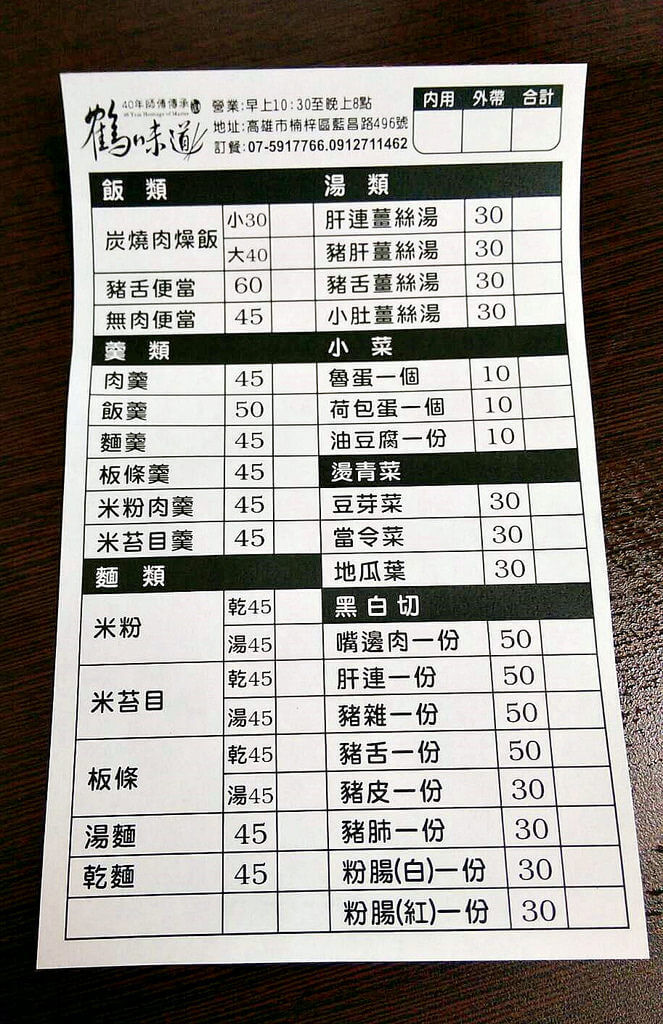 40年師傅傳承
40 Year Heritage of Master
鶴味道
營業:早上10:30至晚上8點
地址:高雄市楠梓區藍昌路496號
訂餐:07-5917766.0912711462
內用 外帶 合計
飯類
炭燒肉燥飯 小30
大40
豬舌便當 60
無肉便當 45
羹類
肉羹 45
飯羹 50
麵羹 45
板條羹 45
米粉肉羹 45
米苔目羹 45
麵類
米粉 乾45
湯45
米苔目 乾45
湯45
板條 乾45
湯45
湯麵 45
乾麵 45
湯類
肝連薑絲湯 30
豬肝薑絲湯 30
豬舌薑絲湯 30
小肚薑絲湯 30
小菜
魯蛋一個 10
荷包蛋一個 10
油豆腐一份 10
燙青菜
豆芽菜 30
當令菜 30
地瓜葉 30
黑白切
嘴邊肉一份 50
肝連一份 50
豬雜一份 50
豬舌一份 50
豬皮一份 30
豬肺一份 30
粉腸(白)一份 30
粉腸(紅)一份 30